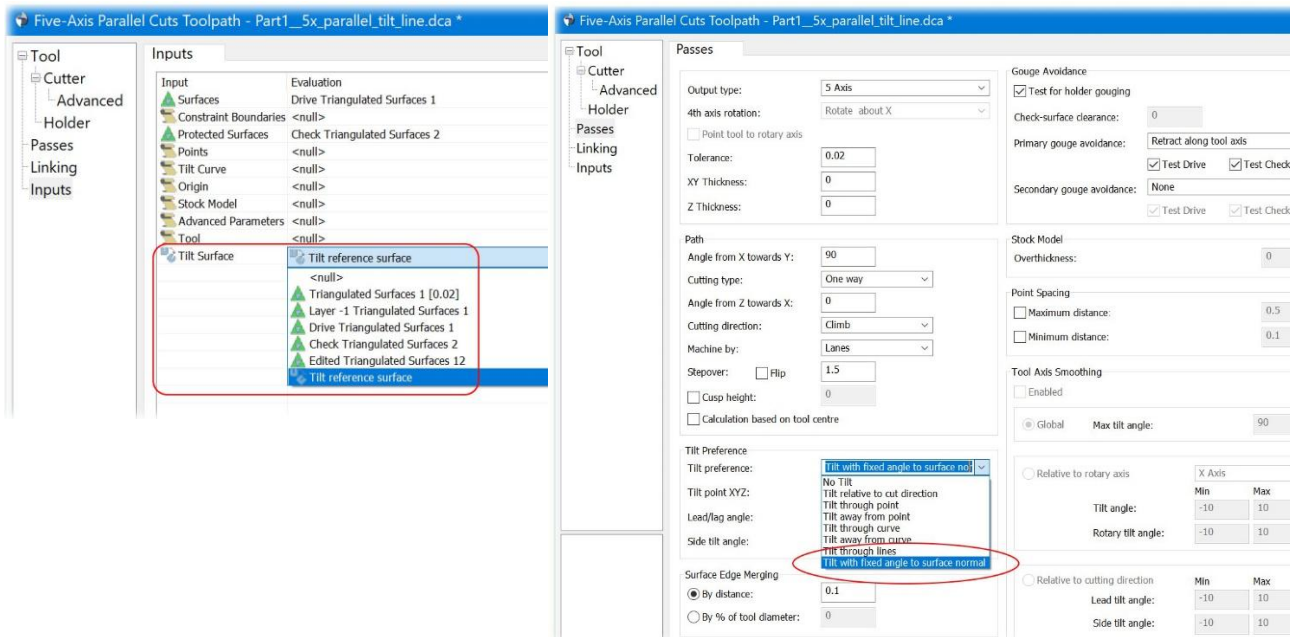 Five-Axis Parallel Cuts Toolpath - Part1__5x_parallel_tilt_line.dca *
Tool
Cutter
Advanced
Holder
Passes
Linking
Inputs
Inputs
Input Evaluation
Surfaces Drive Triangulated Surfaces 1
Constraint Boundaries <null>
Protected Surfaces Check Triangulated Surfaces 2
Points <null>
Tilt Curve <null>
Origin <null>
Stock Model <null>
Advanced Parameters <null>
Tool <null>
Tilt Surface Tilt reference surface
<null>
Triangulated Surfaces 1 [0.02]
Layer -1 Triangulated Surfaces 1
Drive Triangulated Surfaces 1
Check Triangulated Surfaces 2
Edited Triangulated Surfaces 12
Tilt reference surface
Five-Axis Parallel Cuts Toolpath - Part1__5x_parallel_tilt_line.dca *
Tool
Cutter
Advanced
Holder
Passes
Linking
Inputs
Passes
Output type: 5 Axis
4th axis rotation: Rotate about X
Point tool to rotary axis
Tolerance: 0.02
XY Thickness: 0
Z Thickness: 0
Path
Angle from X towards Y: 90
Cutting type: One way
Angle from Z towards X: 0
Cutting direction: Climb
Machine by: Lanes
Stepover: Flip 1.5
Cusp height: 0
Calculation based on tool centre
Tilt Preference
Tilt preference: Tilt with fixed angle to surface no
No Tilt
Tilt point XYZ: Tilt relative to cut direction
Tilt through point
Lead/lag angle: Tilt away from point
Tilt through curve
Side tilt angle: Tilt away from curve
Tilt through lines
Tilt with fixed angle to surface normal
Surface Edge Merging
By distance: 0.1
By % of tool diameter: 0
Gouge Avoidance
Test for holder gouging
Check-surface clearance: 0
Primary gouge avoidance: Retract along tool axis
Test Drive Test Check
Secondary gouge avoidance: None
Test Drive Test Check
Stock Model
Overthickness: 0
Point Spacing
Maximum distance: 0.5
Minimum distance: 0.1
Tool Axis Smoothing
Enabled
Global Max tilt angle: 90
Relative to rotary axis X Axis
Min Max
Tilt angle: -10 10
Rotary tilt angle: -10 10
Relative to cutting direction Min Max
Lead tilt angle: -10 10
Side tilt angle: -10 10